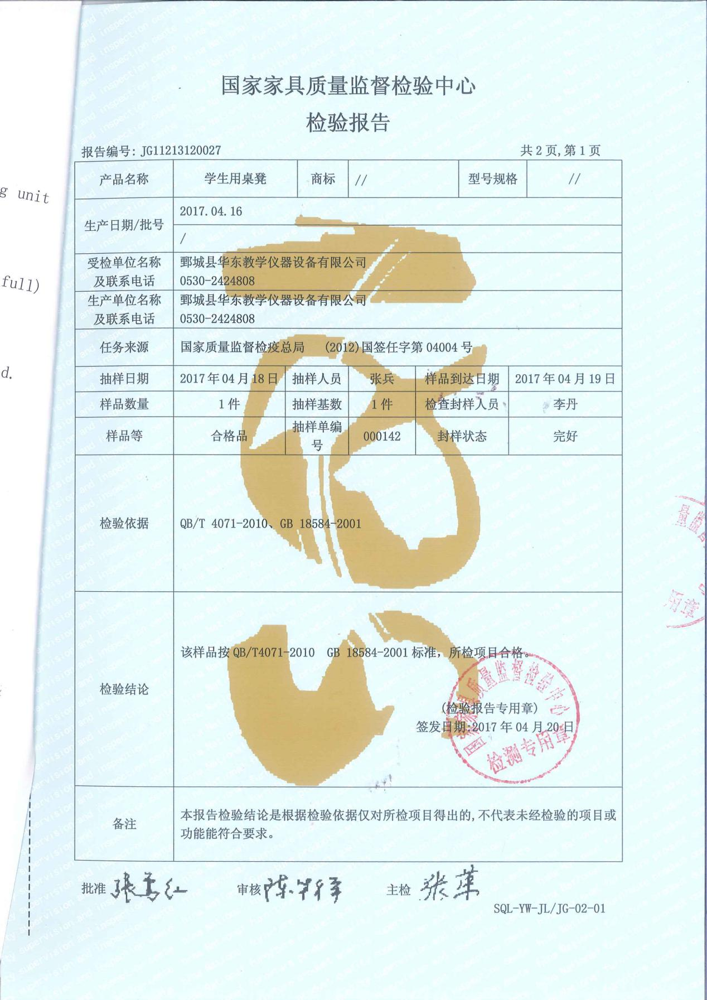 国家家具质量监督检验中心
检验报告
报告编号: JG11213120027 共 2 页,第 1 页
产品名称 学生用桌凳 商标 // 型号规格 //
生产日期/批号 2017.04.16
/
受检单位名称 鄄城县华东教学仪器设备有限公司
及联系电话 0530-2424808
生产单位名称 鄄城县华东教学仪器设备有限公司
及联系电话 0530-2424808
任务来源 国家质量监督检疫总局 (2012)国签任字第 04004 号
抽样日期 2017 年 04 月 18 日 抽样人员 张兵 样品到达日期 2017 年 04 月 19 日
样品数量 1 件 抽样基数 1 件 检查封样人员 李丹
样品等 合格品 抽样单编号 000142 封样状态 完好
检验依据 QB/T 4071-2010、GB 18584-2001
检验结论 该样品按 QB/T4071-2010 GB 18584-2001 标准，所检项目合格。
(检验报告专用章)
签发日期:2017 年 04 月 20 日
国家家具质量监督检验中心
检测专用章
备注 本报告检验结论是根据检验依据仅对所检项目得出的,不代表未经检验的项目或
功能能符合要求。
批准 审核 主检
SQL-YW-JL/JG-02-01
g unit
full)
d.
量监
用章